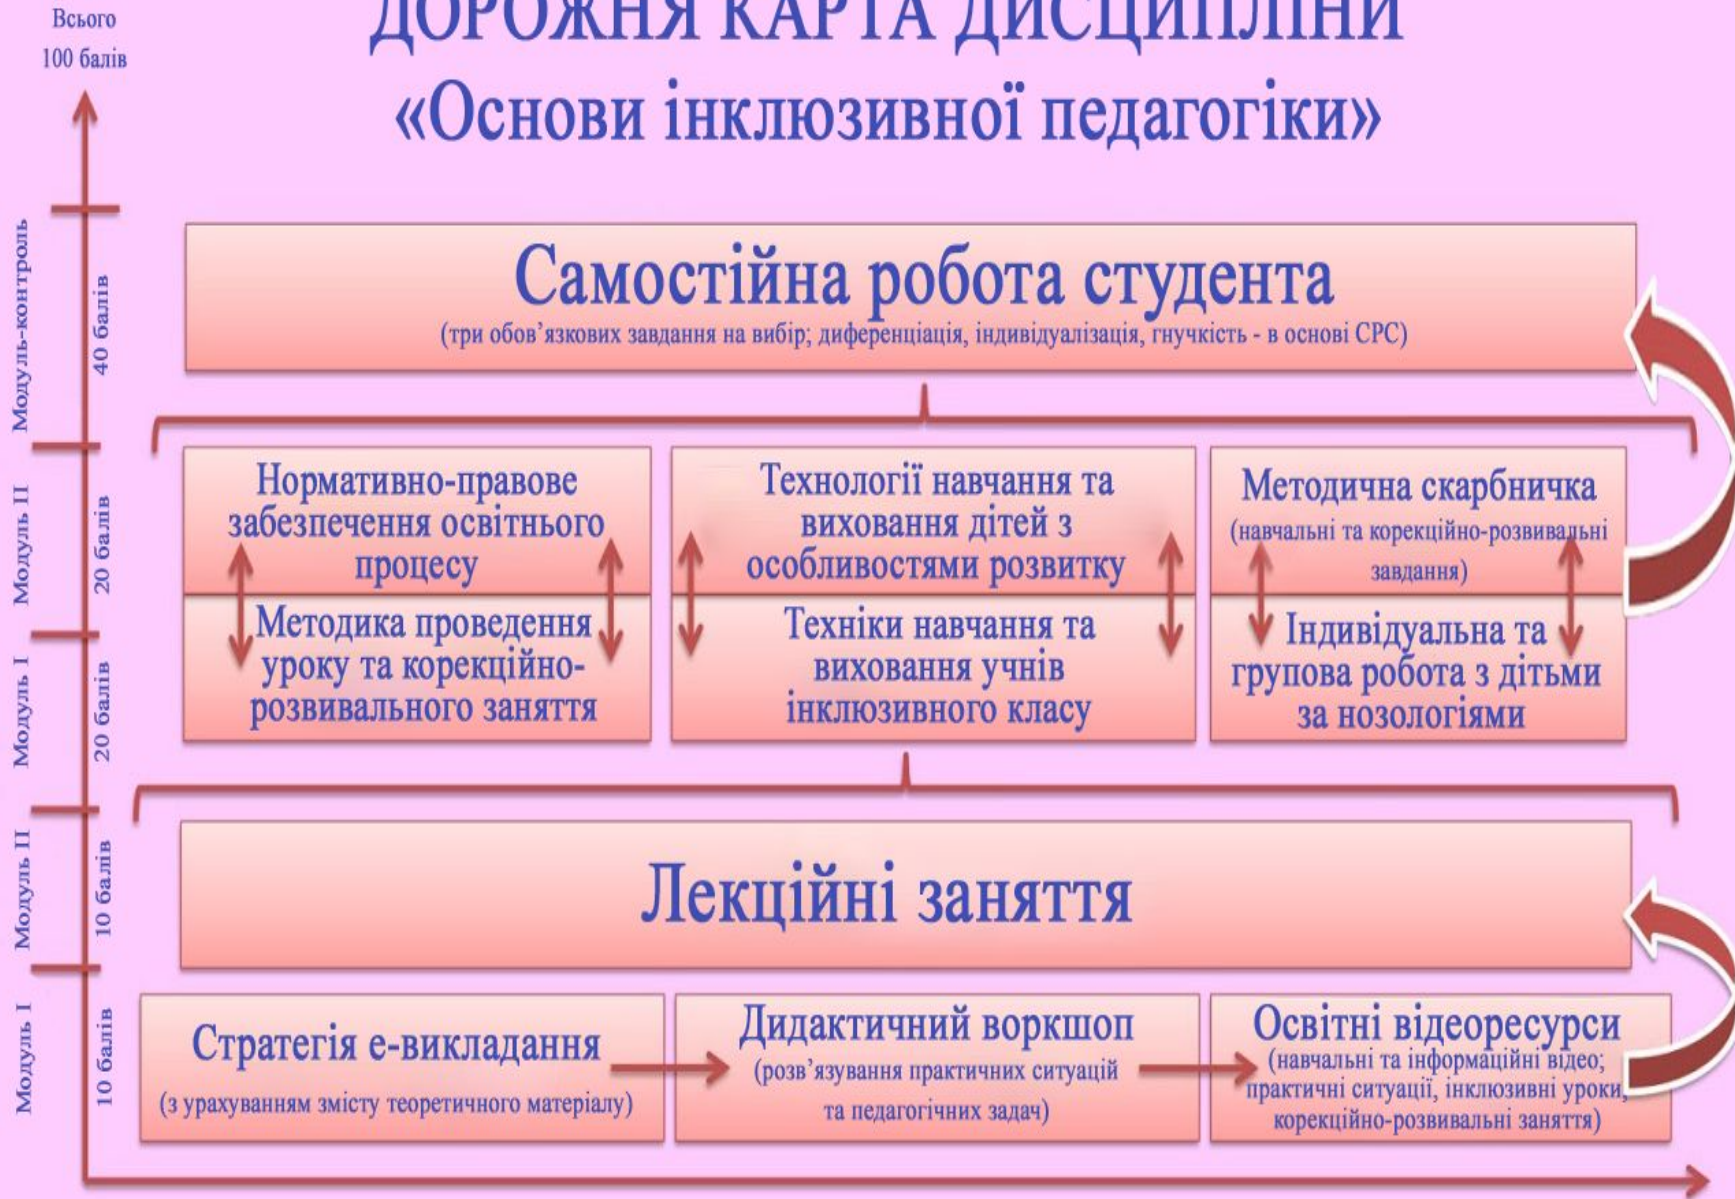 Всього
100 балів
ДОРОЖНЯ КАРТА ДИСЦИПЛІНИ
«Основи інклюзивної педагогіки»
Модуль-контроль
40 балів
Самостійна робота студента
(три обов’язкових завдання на вибір; диференціація, індивідуалізація, гнучкість - в основі СРС)
Модуль II
20 балів
Нормативно-правове
забезпечення освітнього
процесу
Технології навчання та
виховання дітей з
особливостями розвитку
Методична скарбничка
(навчальні та корекційно-розвивальні
завдання)
Модуль I
20 балів
Методика проведення
уроку та корекційно-
розвивального заняття
Техніки навчання та
виховання учнів
інклюзивного класу
Індивідуальна та
групова робота з дітьми
за нозологіями
Модуль II
10 балів
Лекційні заняття
Модуль I
10 балів
Стратегія е-викладання
(з урахуванням змісту теоретичного матеріалу)
Дидактичний воркшоп
(розв’язування практичних ситуацій
та педагогічних задач)
Освітні відеоресурси
(навчальні та інформаційні відео;
практичні ситуації, інклюзивні уроки,
корекційно-розвивальні заняття)